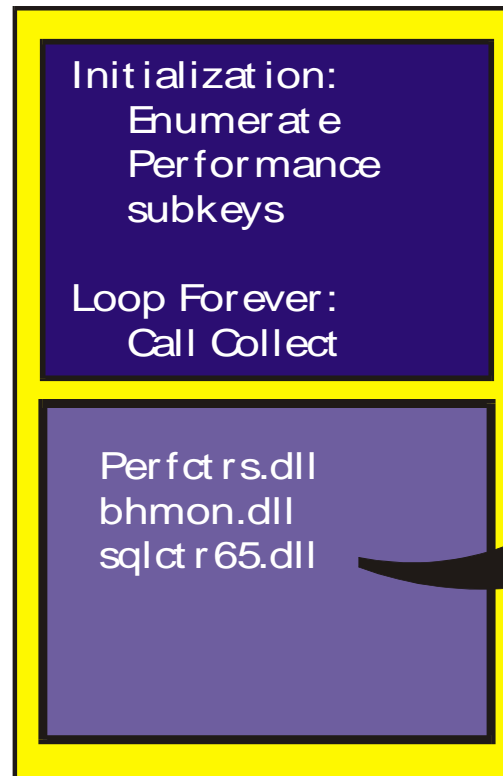 Initialization:
Enumerate
Performance
subkeys
Loop Forever:
Call Collect
Perfctrs.dll
bhmon.dll
sqlctr65.dll